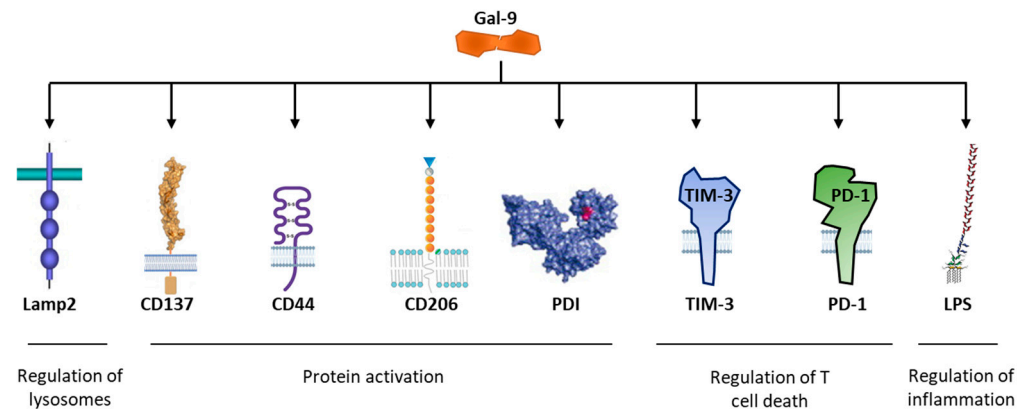 Gal-9
TIM-3
PD-1
Lamp2
CD137
CD44
CD206
PDI
TIM-3
PD-1
LPS
Regulation of
lysosomes
Protein activation
Regulation of T
cell death
Regulation of
inflammation